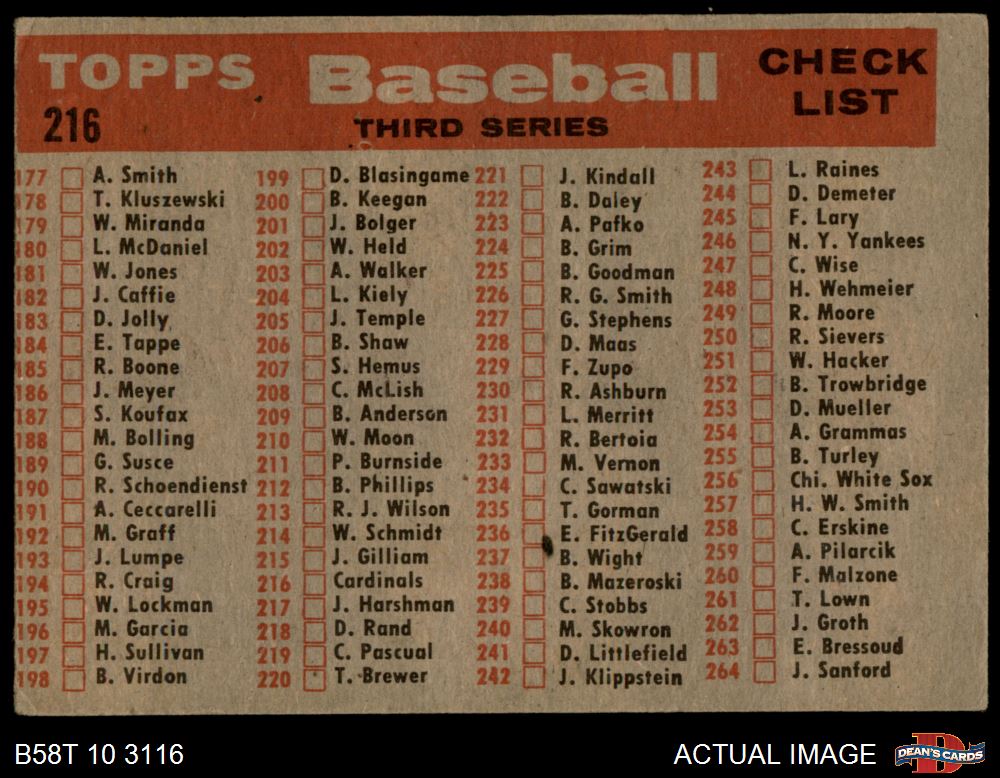 TOPPS Baseball CHECK LIST
216 THIRD SERIES
177 A. Smith
178 T. Kluszewski
179 W. Miranda
180 L. McDaniel
181 W. Jones
182 J. Caffie
183 D. Jolly
184 E. Tappe
185 R. Boone
186 J. Meyer
187 S. Koufax
188 M. Bolling
189 G. Susce
190 R. Schoendienst
191 A. Ceccarelli
192 M. Graff
193 J. Lumpe
194 R. Craig
195 W. Lockman
196 M. Garcia
197 H. Sullivan
198 B. Virdon
199 D. Blasingame
200 B. Keegan
201 J. Bolger
202 W. Held
203 A. Walker
204 L. Kiely
205 J. Temple
206 B. Shaw
207 S. Hemus
208 C. McLish
209 B. Anderson
210 W. Moon
211 P. Burnside
212 B. Phillips
213 R. J. Wilson
214 W. Schmidt
215 J. Gilliam
216 Cardinals
217 J. Harshman
218 D. Rand
219 C. Pascual
220 T. Brewer
221 J. Kindall
222 B. Daley
223 A. Pafko
224 B. Grim
225 B. Goodman
226 R. G. Smith
227 G. Stephens
228 D. Maas
229 F. Zupo
230 R. Ashburn
231 L. Merritt
232 R. Bertoia
233 M. Vernon
234 C. Sawatski
235 T. Gorman
236 E. FitzGerald
237 B. Wight
238 B. Mazeroski
239 C. Stobbs
240 M. Skowron
241 D. Littlefield
242 J. Klippstein
243 L. Raines
244 D. Demeter
245 F. Lary
246 N. Y. Yankees
247 C. Wise
248 H. Wehmeier
249 R. Moore
250 R. Sievers
251 W. Hacker
252 B. Trowbridge
253 D. Mueller
254 A. Grammas
255 B. Turley
256 Chi. White Sox
257 H. W. Smith
258 C. Erskine
259 A. Pilarcik
260 F. Malzone
261 T. Lown
262 J. Groth
263 E. Bressoud
264 J. Sanford
B58T 10 3116 ACTUAL IMAGE DEAN'S CARDS